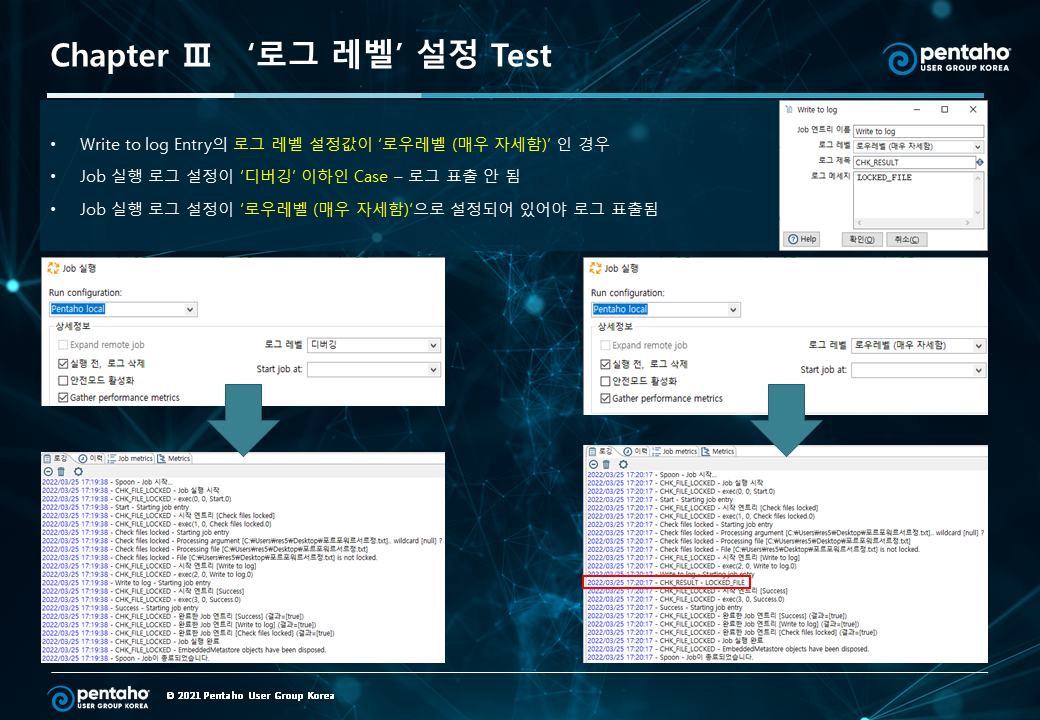 Chapter Ⅲ ‘로그 레벨’ 설정 Test
pentaho
USER GROUP KOREA
• Write to log Entry의 로그 레벨 설정값이 ‘로우레벨 (매우 자세함)’ 인 경우
• Job 실행 로그 설정이 ‘디버깅’ 이하인 Case – 로그 표출 안 됨
• Job 실행 로그 설정이 ‘로우레벨 (매우 자세함)’으로 설정되어 있어야 로그 표출됨
Write to log
Job 엔트리 이름 Write to log
로그 레벨 로우레벨 (매우 자세함)
로그 제목 CHK_RESULT
로그 메세지 LOCKED_FILE
Help 확인(O) 취소(C)
Job 실행
Run configuration:
Pentaho local
상세정보
Expand remote job
로그 레벨 디버깅
실행 전, 로그 삭제
Start job at:
안전모드 활성화
Gather performance metrics
Job 실행
Run configuration:
Pentaho local
상세정보
Expand remote job
로그 레벨 로우레벨 (매우 자세함)
실행 전, 로그 삭제
Start job at:
안전모드 활성화
Gather performance metrics
로깅 이력 Job metrics Metrics
2022/03/25 17:19:38 - Spoon - Job 시작...
2022/03/25 17:19:38 - CHK_FILE_LOCKED - Job 실행 시작
2022/03/25 17:19:38 - CHK_FILE_LOCKED - exec(0, 0, Start.0)
2022/03/25 17:19:38 - Start - Starting job entry
2022/03/25 17:19:38 - CHK_FILE_LOCKED - 시작 엔트리 [Check files locked]
2022/03/25 17:19:38 - CHK_FILE_LOCKED - exec(1, 0, Check files locked.0)
2022/03/25 17:19:38 - Check files locked - Starting job entry
2022/03/25 17:19:38 - Check files locked - Processing argument [C:₩Users₩res5₩Desktop₩포르포워르서르정.txt].. wildcard [null] ?
2022/03/25 17:19:38 - Check files locked - Processing file [C:₩Users₩res5₩Desktop₩포르포워르서르정.txt]
2022/03/25 17:19:38 - Check files locked - File [C:₩Users₩res5₩Desktop₩포르포워르서르정.txt] is not locked.
2022/03/25 17:19:38 - CHK_FILE_LOCKED - 시작 엔트리 [Write to log]
2022/03/25 17:19:38 - CHK_FILE_LOCKED - exec(2, 0, Write to log.0)
2022/03/25 17:19:38 - Write to log - Starting job entry
2022/03/25 17:19:38 - CHK_FILE_LOCKED - 시작 엔트리 [Success]
2022/03/25 17:19:38 - CHK_FILE_LOCKED - exec(3, 0, Success.0)
2022/03/25 17:19:38 - Success - Starting job entry
2022/03/25 17:19:38 - CHK_FILE_LOCKED - 완료한 Job 엔트리 [Success] (결과=[true])
2022/03/25 17:19:38 - CHK_FILE_LOCKED - 완료한 Job 엔트리 [Write to log] (결과=[true])
2022/03/25 17:19:38 - CHK_FILE_LOCKED - 완료한 Job 엔트리 [Check files locked] (결과=[true])
2022/03/25 17:19:38 - CHK_FILE_LOCKED - Job 실행 완료
2022/03/25 17:19:38 - CHK_FILE_LOCKED - EmbeddedMetastore objects have been disposed.
2022/03/25 17:19:38 - Spoon - Job이 종료되었습니다.
로깅 이력 Job metrics Metrics
2022/03/25 17:20:17 - Spoon - Job 시작...
2022/03/25 17:20:17 - CHK_FILE_LOCKED - Job 실행 시작
2022/03/25 17:20:17 - CHK_FILE_LOCKED - exec(0, 0, Start.0)
2022/03/25 17:20:17 - Start - Starting job entry
2022/03/25 17:20:17 - CHK_FILE_LOCKED - 시작 엔트리 [Check files locked]
2022/03/25 17:20:17 - CHK_FILE_LOCKED - exec(1, 0, Check files locked.0)
2022/03/25 17:20:17 - Check files locked - Starting job entry
2022/03/25 17:20:17 - Check files locked - Processing argument [C:₩Users₩res5₩Desktop₩포르포워르서르정.txt].. wildcard [null] ?
2022/03/25 17:20:17 - Check files locked - Processing file [C:₩Users₩res5₩Desktop₩포르포워르서르정.txt]
2022/03/25 17:20:17 - Check files locked - File [C:₩Users₩res5₩Desktop₩포르포워르서르정.txt] is not locked.
2022/03/25 17:20:17 - CHK_FILE_LOCKED - 시작 엔트리 [Write to log]
2022/03/25 17:20:17 - CHK_FILE_LOCKED - exec(2, 0, Write to log.0)
2022/03/25 17:20:17 - Write to log - Starting job entry
2022/03/25 17:20:17 - CHK_RESULT - LOCKED_FILE
2022/03/25 17:20:17 - CHK_FILE_LOCKED - 시작 엔트리 [Success]
2022/03/25 17:20:17 - CHK_FILE_LOCKED - exec(3, 0, Success.0)
2022/03/25 17:20:17 - Success - Starting job entry
2022/03/25 17:20:17 - CHK_FILE_LOCKED - 완료한 Job 엔트리 [Success] (결과=[true])
2022/03/25 17:20:17 - CHK_FILE_LOCKED - 완료한 Job 엔트리 [Write to log] (결과=[true])
2022/03/25 17:20:17 - CHK_FILE_LOCKED - 완료한 Job 엔트리 [Check files locked] (결과=[true])
2022/03/25 17:20:17 - CHK_FILE_LOCKED - Job 실행 완료
2022/03/25 17:20:17 - CHK_FILE_LOCKED - EmbeddedMetastore objects have been disposed.
2022/03/25 17:20:17 - Spoon - Job이 종료되었습니다.
pentaho
USER GROUP KOREA
© 2021 Pentaho User Group Korea